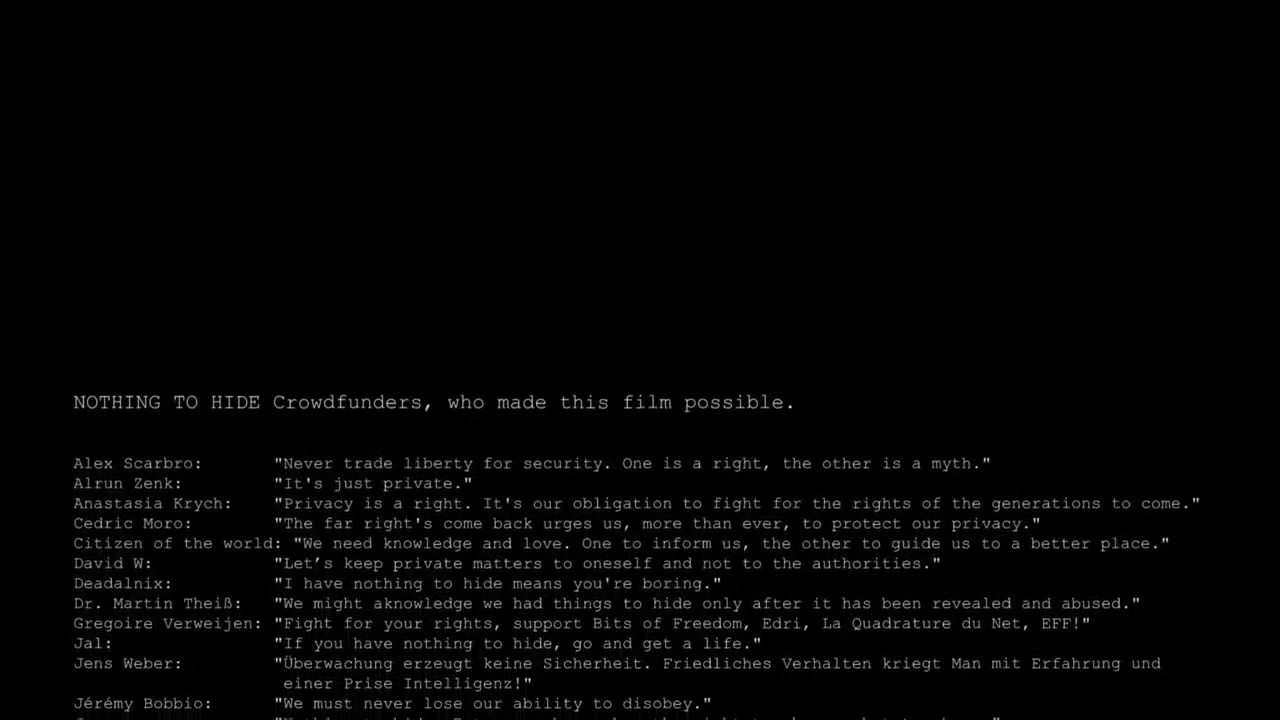 NOTHING TO HIDE Crowdfunders, who made this film possible.
Alex Scarbro: "Never trade liberty for security. One is a right, the other is a myth."
Alrun Zenk: "It's just private."
Anastasia Krych: "Privacy is a right. It's our obligation to fight for the rights of the generations to come."
Cedric Moro: "The far right's come back urges us, more than ever, to protect our privacy."
Citizen of the world: "We need knowledge and love. One to inform us, the other to guide us to a better place."
David W: "Let’s keep private matters to oneself and not to the authorities."
Deadalnix: "I have nothing to hide means you're boring."
Dr. Martin Theiß: "We might aknowledge we had things to hide only after it has been revealed and abused."
Gregoire Verweijen: "Fight for your rights, support Bits of Freedom, Edri, La Quadrature du Net, EFF!"
Jal: "If you have nothing to hide, go and get a life."
Jens Weber: "Überwachung erzeugt keine Sicherheit. Friedliches Verhalten kriegt Man mit Erfahrung und
einer Prise Intelligenz!"
Jérémy Bobbio: "We must never lose our ability to disobey."